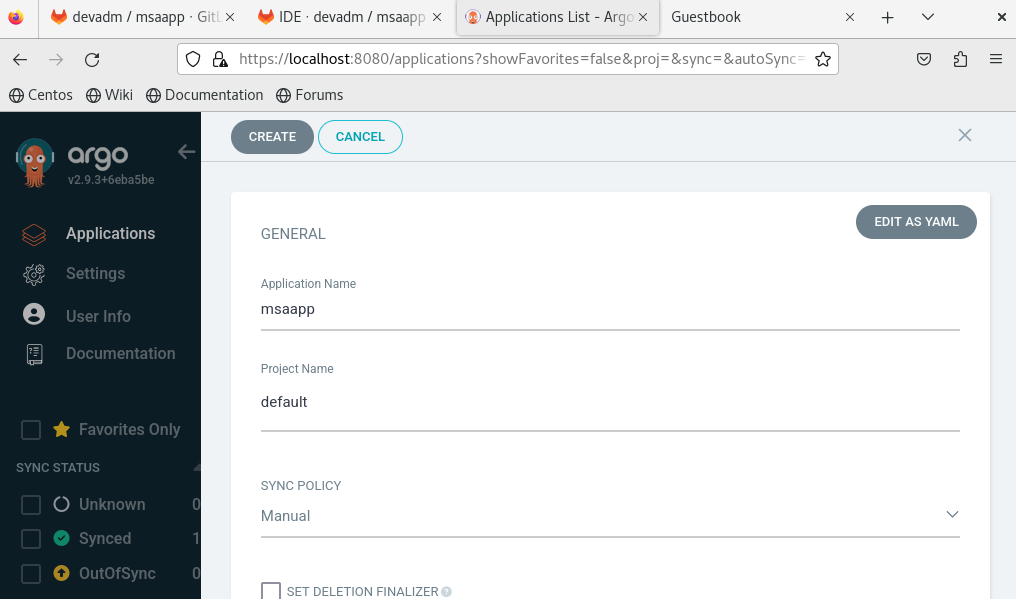 devadm / msaapp · GitL
IDE · devadm / msaapp
Applications List - Argo
Guestbook
https://localhost:8080/applications?showFavorites=false&proj=&sync=&autoSync=
Centos
Wiki
Documentation
Forums
argo
v2.9.3+6eba5be
Applications
Settings
User Info
Documentation
Favorites Only
SYNC STATUS
Unknown 0
Synced 1
OutOfSync 0
CREATE
CANCEL
EDIT AS YAML
GENERAL
Application Name
msaapp
Project Name
default
SYNC POLICY
Manual
SET DELETION FINALIZER